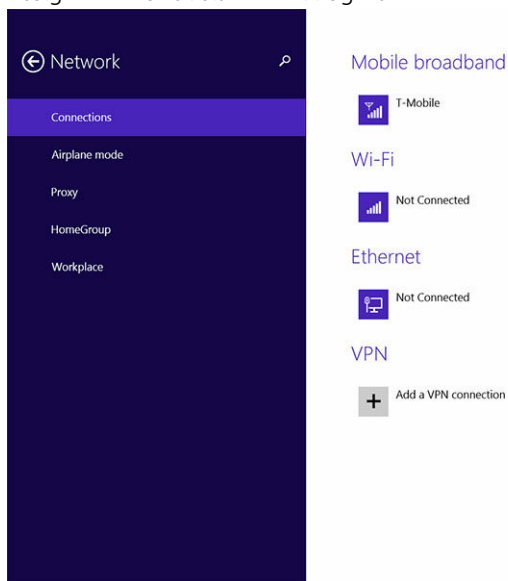 Network
Connections
Airplane mode
Proxy
HomeGroup
Workplace
Mobile broadband
T-Mobile
Wi-Fi
Not Connected
Ethernet
Not Connected
VPN
Add a VPN connection